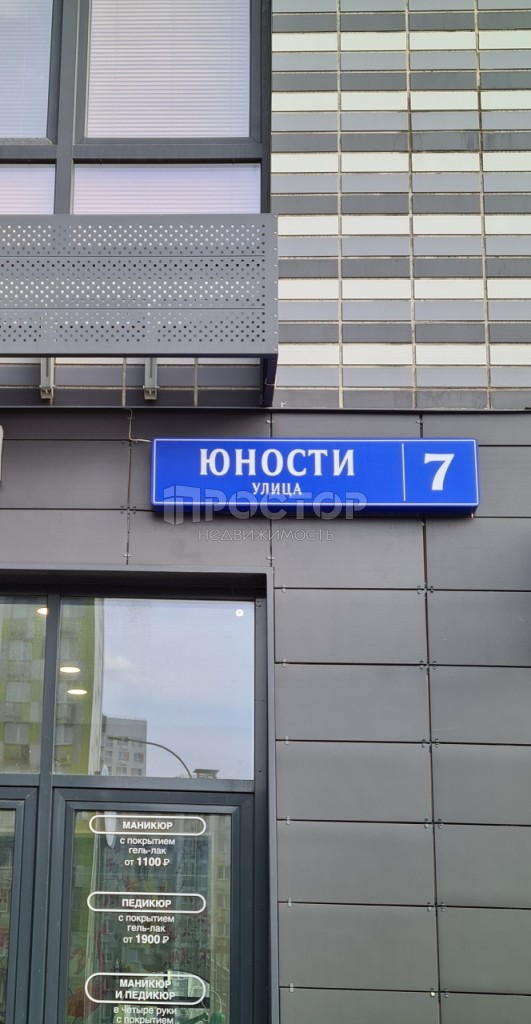 ЮНОСТИ
УЛИЦА
7
ПРОСТОР
НЕДВИЖИМОСТЬ
МАНИКЮР
с покрытием
гель-лак
от 1100 ₽
ПЕДИКЮР
с покрытием
гель-лак
от 1900 ₽
МАНИКЮР
И ПЕДИКЮР
в четыре руки
с покрытием